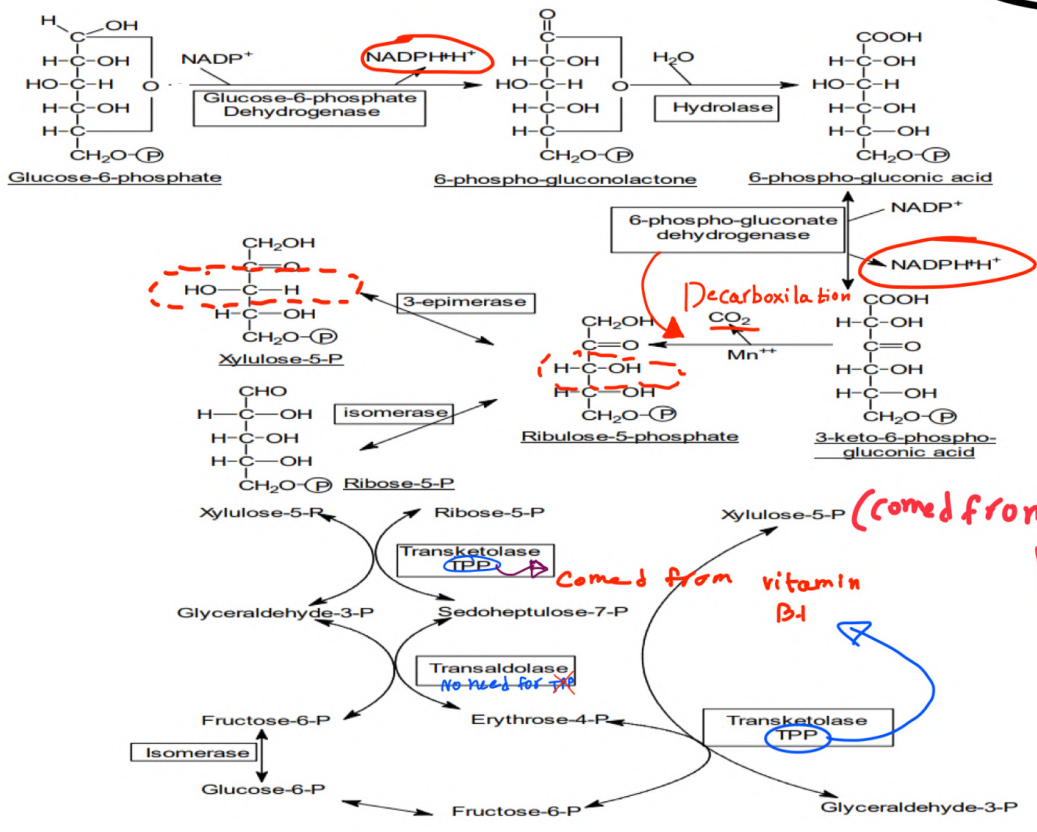 H OH
C
H-C-OH
HO-C-H
H-C-OH
H-C
CH₂O-P
O
Glucose-6-phosphate
NADP⁺
NADPH+H⁺
Glucose-6-phosphate
Dehydrogenase
O
C
H-C-OH
HO-C-H
H-C-OH
H-C
CH₂O-P
O
6-phospho-gluconolactone
H₂O
Hydrolase
COOH
H-C-OH
HO-C-H
H-C-OH
H-C-OH
CH₂O-P
6-phospho-gluconic acid
6-phospho-gluconate
dehydrogenase
NADP⁺
NADPH+H⁺
Decarboxilation
CO₂
Mn⁺⁺
COOH
H-C-OH
C=O
H-C-OH
H-C-OH
CH₂O-P
3-keto-6-phospho-
gluconic acid
CH₂OH
C=O
H-C-OH
H-C-OH
CH₂O-P
Ribulose-5-phosphate
3-epimerase
CH₂OH
C=O
HO-C-H
H-C-OH
CH₂O-P
Xylulose-5-P
isomerase
CHO
H-C-OH
H-C-OH
H-C-OH
CH₂O-P Ribose-5-P
Xylulose-5-P Ribose-5-P
Transketolase
TPP
Comed from vitamin
B1
Xylulose-5-P (comed from
Glyceraldehyde-3-P Sedoheptulose-7-P
Transaldolase
No need for TPP
Fructose-6-P Erythrose-4-P
Transketolase
TPP
Isomerase
Glucose-6-P
Fructose-6-P
Glyceraldehyde-3-P